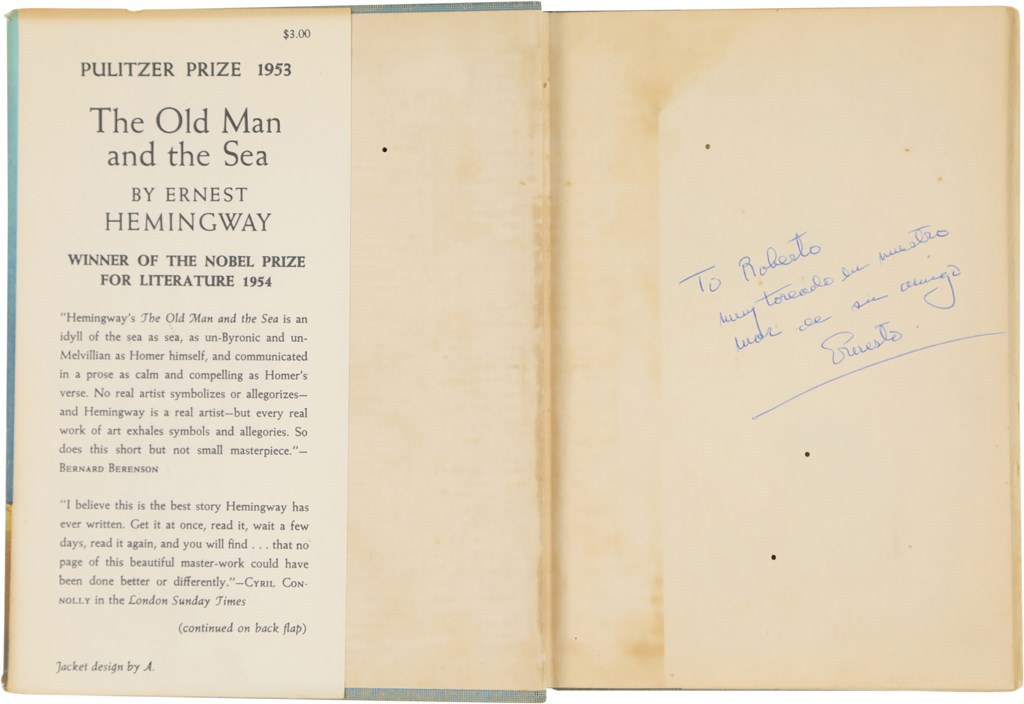 $3.00
PULITZER PRIZE 1953
The Old Man
and the Sea
BY ERNEST
HEMINGWAY
WINNER OF THE NOBEL PRIZE
FOR LITERATURE 1954
"Hemingway's The Old Man and the Sea is an
idyll of the sea as sea, as un-Byronic and un-
Melvillian as Homer himself, and communicated
in a prose as calm and compelling as Homer's
verse. No real artist symbolizes or allegorizes—
and Hemingway is a real artist—but every real
work of art exhales symbols and allegories. So
does this short but not small masterpiece."—
BERNARD BERENSON
"I believe this is the best story Hemingway has
ever written. Get it at once, read it, wait a few
days, read it again, and you will find . . . that no
page of this beautiful master-work could have
been done better or differently."—CYRIL CON-
NOLLY in the London Sunday Times
(continued on back flap)
Jacket design by A.
To Roberto
muy toreado en nuestro
mar de su amigo
Ernesto.